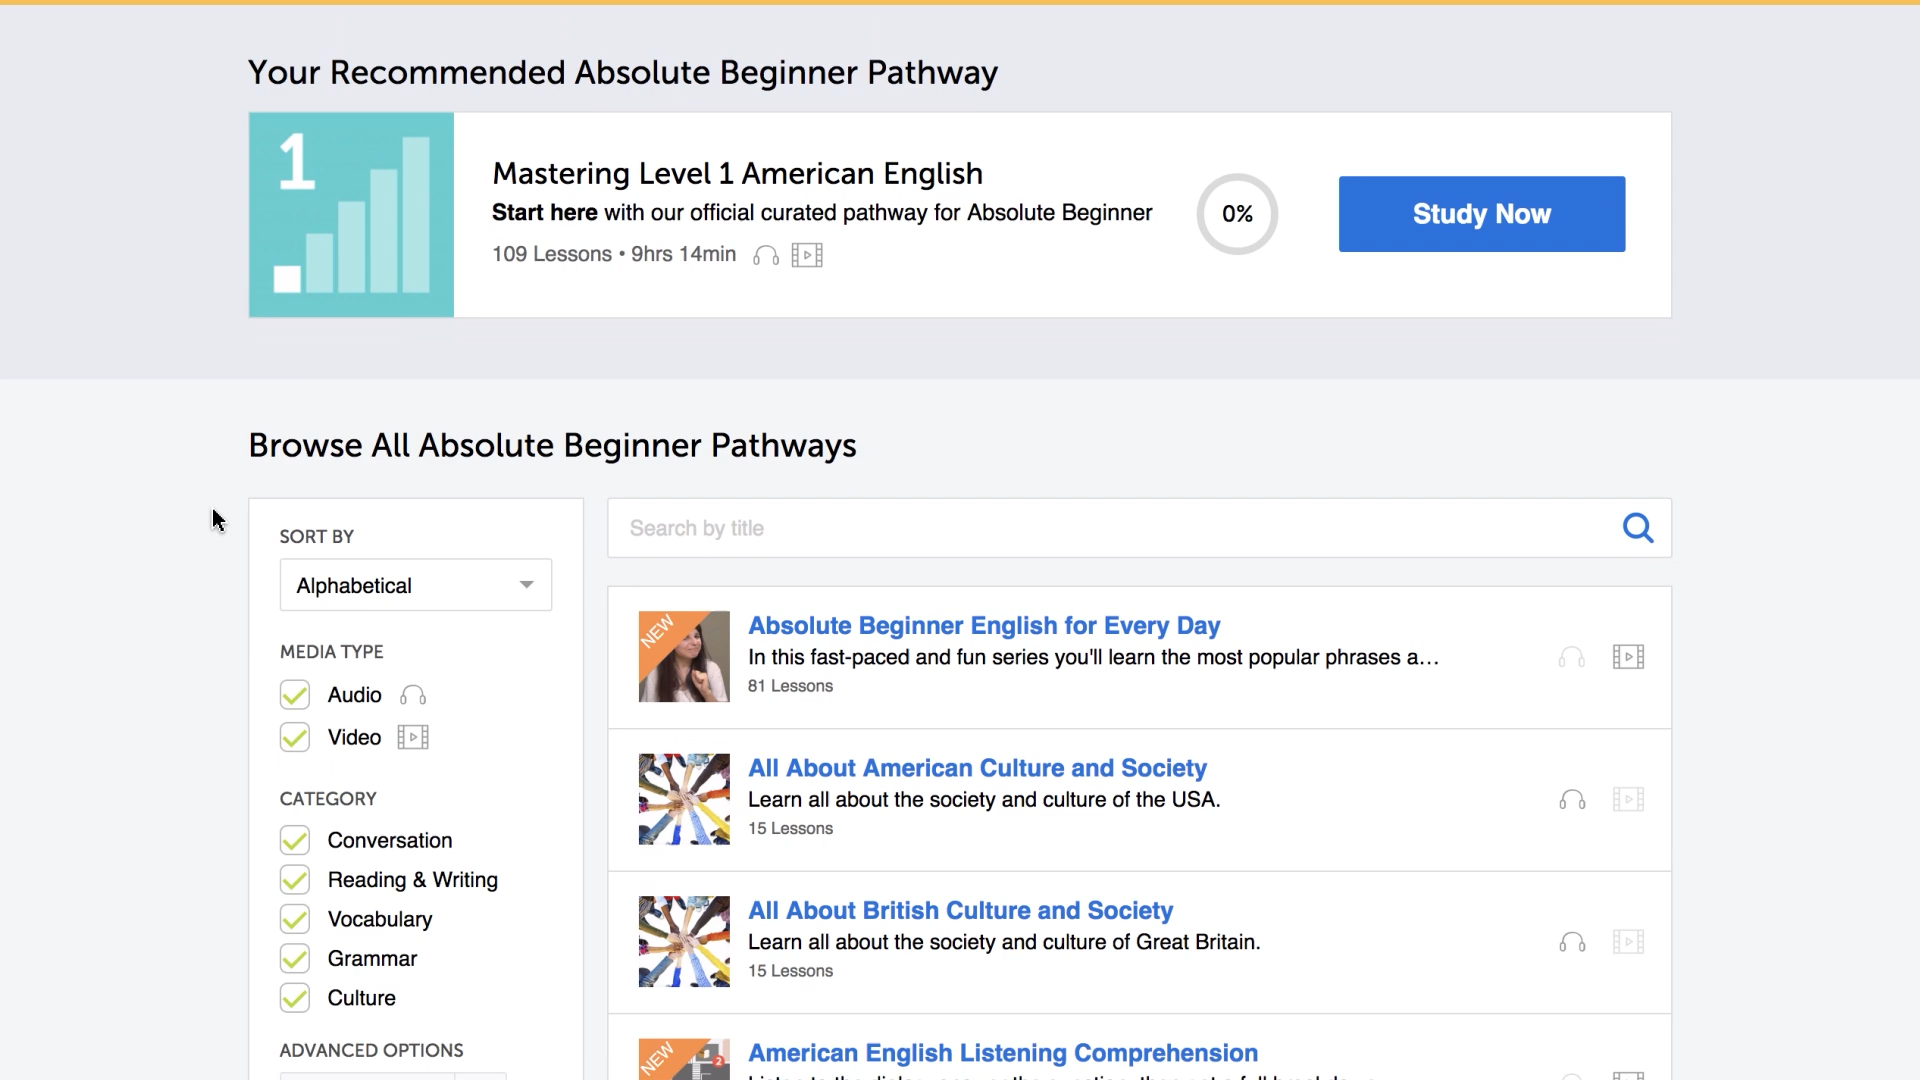 Your Recommended Absolute Beginner Pathway
1
Mastering Level 1 American English
Start here with our official curated pathway for Absolute Beginner
109 Lessons • 9hrs 14min
0%
Study Now
Browse All Absolute Beginner Pathways
SORT BY
Alphabetical
MEDIA TYPE
Audio
Video
CATEGORY
Conversation
Reading & Writing
Vocabulary
Grammar
Culture
ADVANCED OPTIONS
Search by title
NEW
Absolute Beginner English for Every Day
In this fast-paced and fun series you'll learn the most popular phrases a...
81 Lessons
All About American Culture and Society
Learn all about the society and culture of the USA.
15 Lessons
All About British Culture and Society
Learn all about the society and culture of Great Britain.
15 Lessons
NEW
2
American English Listening Comprehension